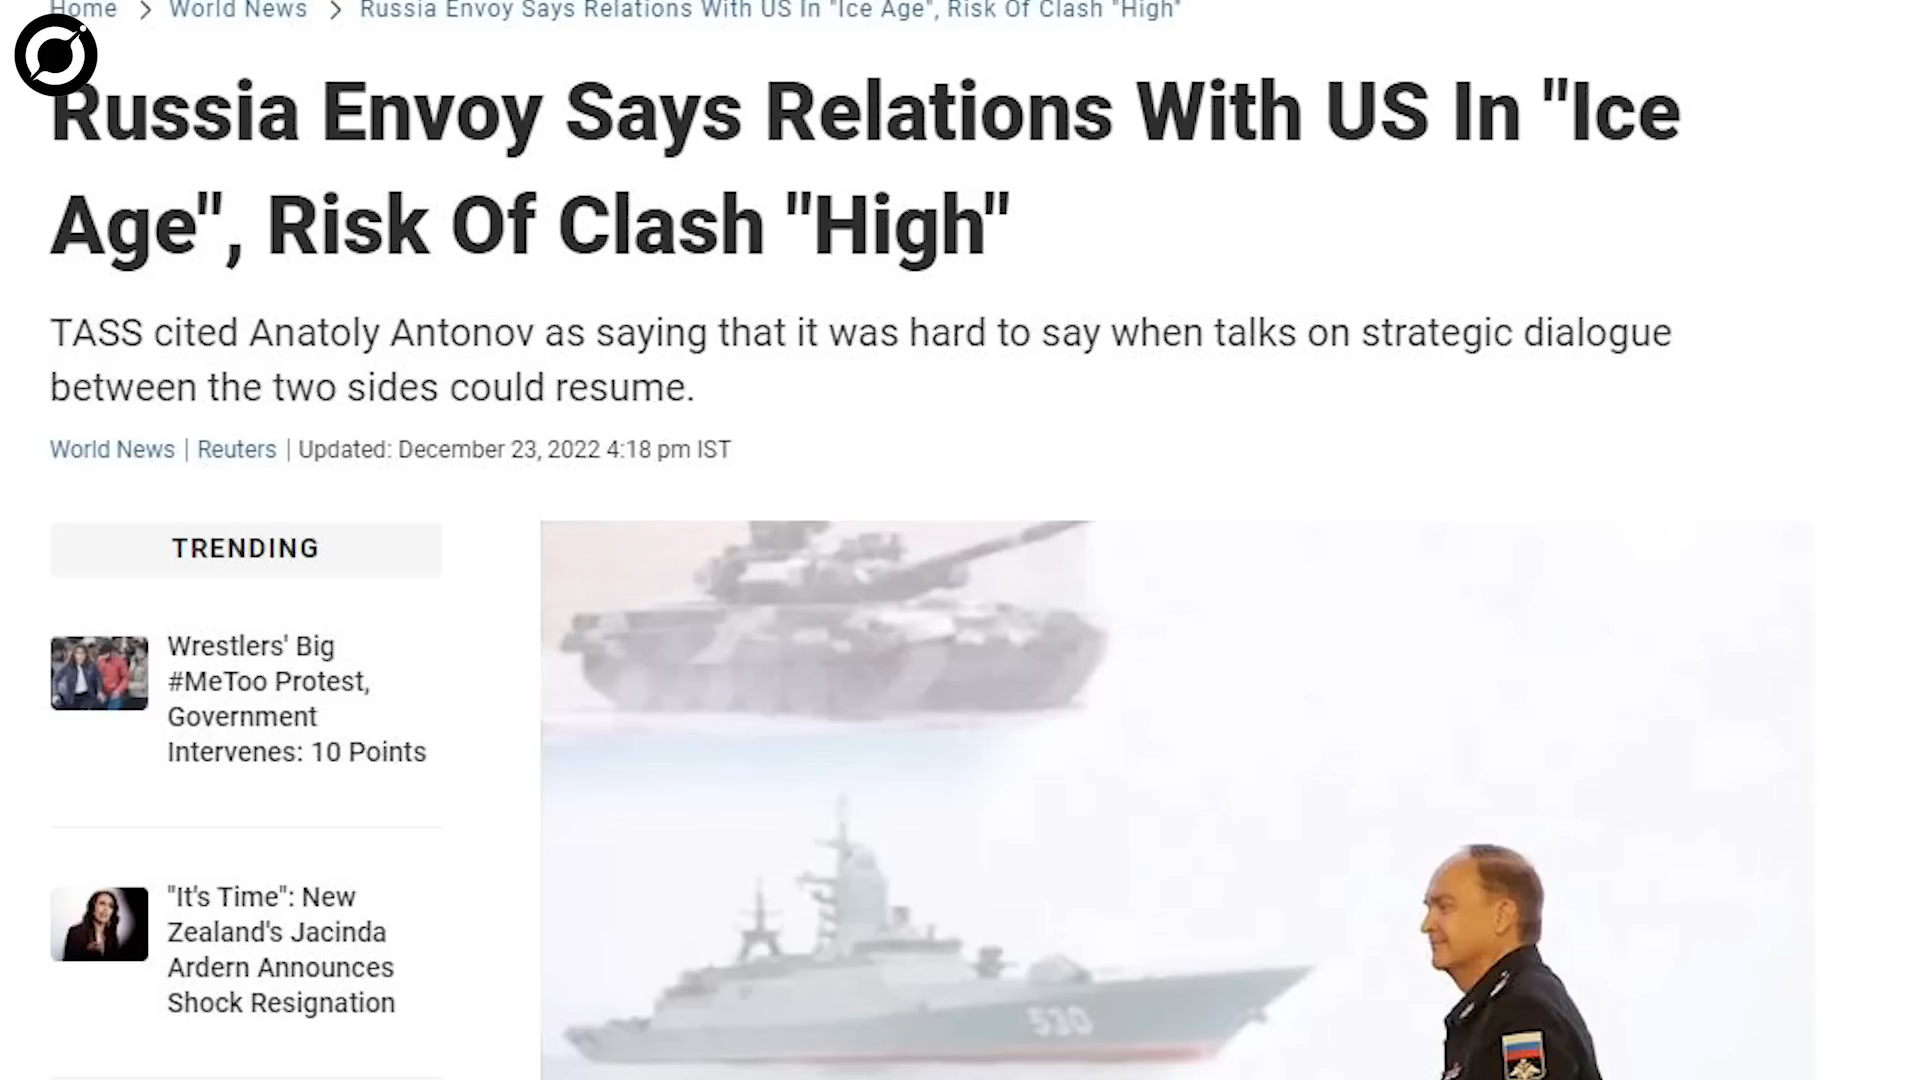 Home > World News > Russia Envoy Says Relations With US In "Ice Age", Risk Of Clash "High"
Russia Envoy Says Relations With US In "Ice
Age", Risk Of Clash "High"
TASS cited Anatoly Antonov as saying that it was hard to say when talks on strategic dialogue
between the two sides could resume.
World News | Reuters | Updated: December 23, 2022 4:18 pm IST
TRENDING
Wrestlers' Big
#MeToo Protest,
Government
Intervenes: 10 Points
"It's Time": New
Zealand's Jacinda
Ardern Announces
Shock Resignation
530